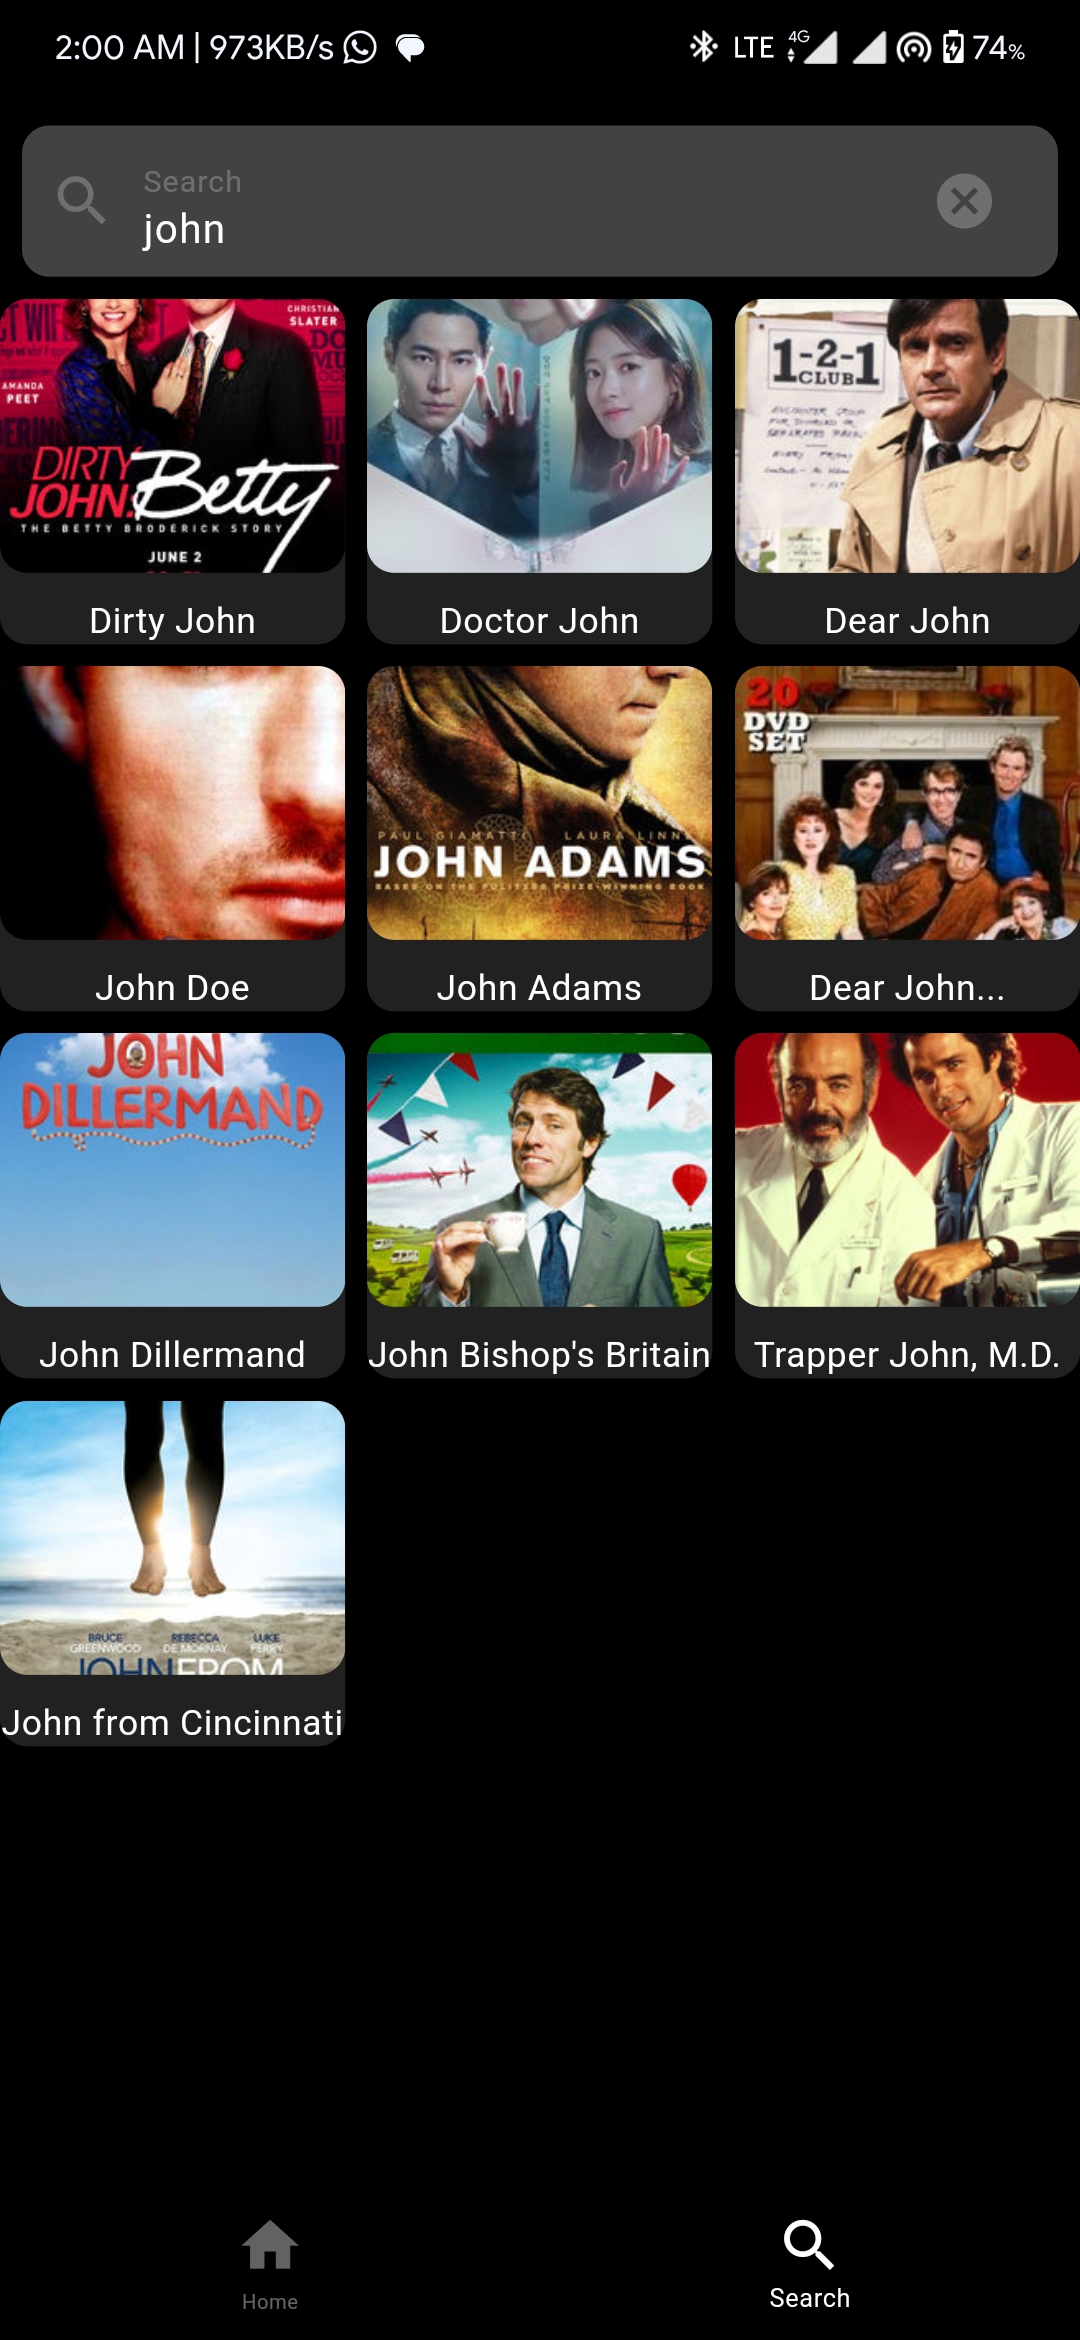 2:00 AM | 973KB/s
LTE 4G 74%
Search
john
CHRISTIAN
SLATER
AMANDA
PEET
DIRTY
JOHN.
Betty
THE BETTY BRODERICK STORY
JUNE 2
1-2-1
CLUB
Dirty John
Doctor John
Dear John
PAUL GIAMATTI LAURA LINN
JOHN ADAMS
BASED ON THE PULITZER PRIZE-WINNING BOOK
20
DVD
SET
John Doe
John Adams
Dear John...
JOHN
DILLERMAND
John Dillermand
John Bishop's Britain
Trapper John, M.D.
BRUCE GREENWOOD
REBECCA DE MORNAY
LUKE PERRY
JOHN FROM
John from Cincinnati
Home
Search